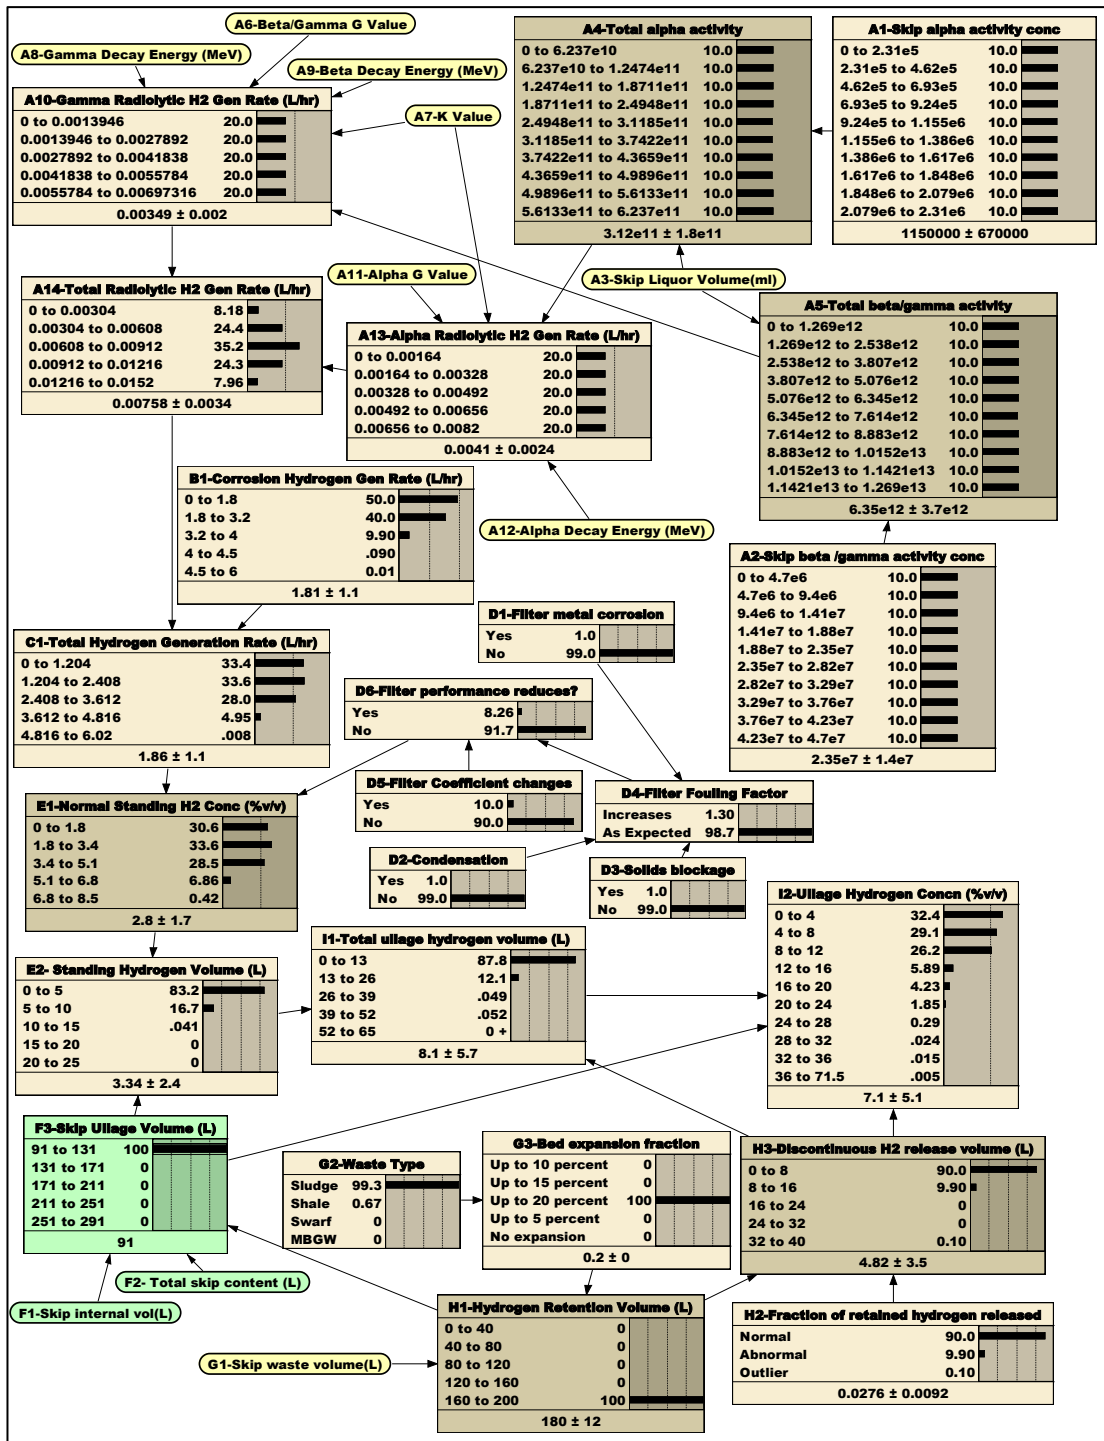 A6-Beta/Gamma G Value
A8-Gamma Decay Energy (MeV)
A9-Beta Decay Energy (MeV)
A10-Gamma Radiolytic H2 Gen Rate (L/hr)
0 to 0.0013946 20.0
0.0013946 to 0.0027892 20.0
0.0027892 to 0.0041838 20.0
0.0041838 to 0.0055784 20.0
0.0055784 to 0.00697316 20.0
0.00349 ± 0.002
A7-K Value
A4-Total alpha activity
0 to 6.237e10 10.0
6.237e10 to 1.2474e11 10.0
1.2474e11 to 1.8711e11 10.0
1.8711e11 to 2.4948e11 10.0
2.4948e11 to 3.1185e11 10.0
3.1185e11 to 3.7422e11 10.0
3.7422e11 to 4.3659e11 10.0
4.3659e11 to 4.9896e11 10.0
4.9896e11 to 5.6133e11 10.0
5.6133e11 to 6.237e11 10.0
3.12e11 ± 1.8e11
A1-Skip alpha activity conc
0 to 2.31e5 10.0
2.31e5 to 4.62e5 10.0
4.62e5 to 6.93e5 10.0
6.93e5 to 9.24e5 10.0
9.24e5 to 1.155e6 10.0
1.155e6 to 1.386e6 10.0
1.386e6 to 1.617e6 10.0
1.617e6 to 1.848e6 10.0
1.848e6 to 2.079e6 10.0
2.079e6 to 2.31e6 10.0
1150000 ± 670000
A11-Alpha G Value
A3-Skip Liquor Volume(ml)
A14-Total Radiolytic H2 Gen Rate (L/hr)
0 to 0.00304 8.18
0.00304 to 0.00608 24.4
0.00608 to 0.00912 35.2
0.00912 to 0.01216 24.3
0.01216 to 0.0152 7.96
0.00758 ± 0.0034
A13-Alpha Radiolytic H2 Gen Rate (L/hr)
0 to 0.00164 20.0
0.00164 to 0.00328 20.0
0.00328 to 0.00492 20.0
0.00492 to 0.00656 20.0
0.00656 to 0.0082 20.0
0.0041 ± 0.0024
A5-Total beta/gamma activity
0 to 1.269e12 10.0
1.269e12 to 2.538e12 10.0
2.538e12 to 3.807e12 10.0
3.807e12 to 5.076e12 10.0
5.076e12 to 6.345e12 10.0
6.345e12 to 7.614e12 10.0
7.614e12 to 8.883e12 10.0
8.883e12 to 1.0152e13 10.0
1.0152e13 to 1.1421e13 10.0
1.1421e13 to 1.269e13 10.0
6.35e12 ± 3.7e12
B1-Corrosion Hydrogen Gen Rate (L/hr)
0 to 1.8 50.0
1.8 to 3.2 40.0
3.2 to 4 9.90
4 to 4.5 .090
4.5 to 6 0.01
1.81 ± 1.1
A12-Alpha Decay Energy (MeV)
A2-Skip beta /gamma activity conc
0 to 4.7e6 10.0
4.7e6 to 9.4e6 10.0
9.4e6 to 1.41e7 10.0
1.41e7 to 1.88e7 10.0
1.88e7 to 2.35e7 10.0
2.35e7 to 2.82e7 10.0
2.82e7 to 3.29e7 10.0
3.29e7 to 3.76e7 10.0
3.76e7 to 4.23e7 10.0
4.23e7 to 4.7e7 10.0
2.35e7 ± 1.4e7
D1-Filter metal corrosion
Yes 1.0
No 99.0
C1-Total Hydrogen Generation Rate (L/hr)
0 to 1.204 33.4
1.204 to 2.408 33.6
2.408 to 3.612 28.0
3.612 to 4.816 4.95
4.816 to 6.02 .008
1.86 ± 1.1
D6-Filter performance reduces?
Yes 8.26
No 91.7
D5-Filter Coefficient changes
Yes 10.0
No 90.0
D4-Filter Fouling Factor
Increases 1.30
As Expected 98.7
E1-Normal Standing H2 Conc (%v/v)
0 to 1.8 30.6
1.8 to 3.4 33.6
3.4 to 5.1 28.5
5.1 to 6.8 6.86
6.8 to 8.5 0.42
2.8 ± 1.7
D2-Condensation
Yes 1.0
No 99.0
D3-Solids blockage
Yes 1.0
No 99.0
I2-Ullage Hydrogen Concn (%v/v)
0 to 4 32.4
4 to 8 29.1
8 to 12 26.2
12 to 16 5.89
16 to 20 4.23
20 to 24 1.85
24 to 28 0.29
28 to 32 .024
32 to 36 .015
36 to 71.5 .005
7.1 ± 5.1
I1-Total ullage hydrogen volume (L)
0 to 13 87.8
13 to 26 12.1
26 to 39 .049
39 to 52 .052
52 to 65 0 +
8.1 ± 5.7
E2- Standing Hydrogen Volume (L)
0 to 5 83.2
5 to 10 16.7
10 to 15 .041
15 to 20 0
20 to 25 0
3.34 ± 2.4
F3-Skip Ullage Volume (L)
91 to 131 100
131 to 171 0
171 to 211 0
211 to 251 0
251 to 291 0
91
G2-Waste Type
Sludge 99.3
Shale 0.67
Swarf 0
MBGW 0
G3-Bed expansion fraction
Up to 10 percent 0
Up to 15 percent 0
Up to 20 percent 100
Up to 5 percent 0
No expansion 0
0.2 ± 0
H3-Discontinuous H2 release volume (L)
0 to 8 90.0
8 to 16 9.90
16 to 24 0
24 to 32 0
32 to 40 0.10
4.82 ± 3.5
F2- Total skip content (L)
F1-Skip internal vol(L)
G1-Skip waste volume(L)
H1-Hydrogen Retention Volume (L)
0 to 40 0
40 to 80 0
80 to 120 0
120 to 160 0
160 to 200 100
180 ± 12
H2-Fraction of retained hydrogen released
Normal 90.0
Abnormal 9.90
Outlier 0.10
0.0276 ± 0.0092